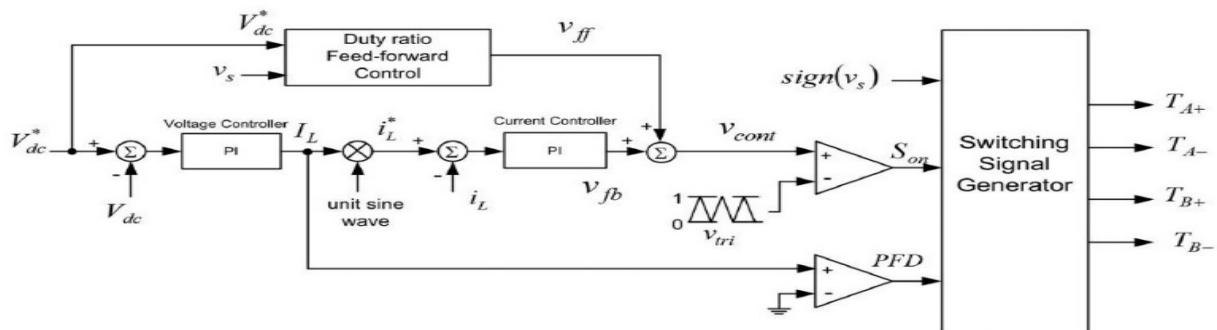 V*dc
vff
Duty ratio
Feed-forward
Control
vs
sign(vs)
TA+
Voltage Controller
IL
i*L
Current Controller
V*dc
+
Σ
-
PI
+
Σ
-
PI
+
+
Σ
vcont
+
-
Son
Switching
Signal
Generator
TA−
Vdc
unit sine
wave
iL
vfb
1
0
vtri
TB+
TB−
+
-
PFD